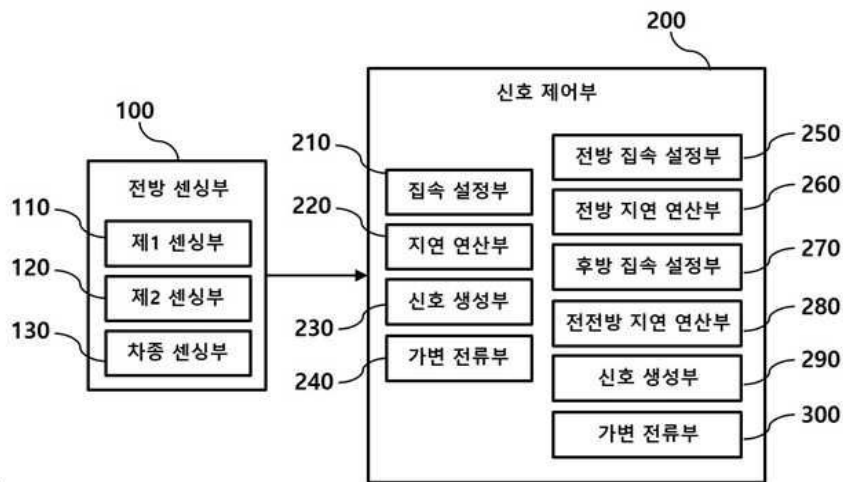 200
신호 제어부
100
전방 센싱부
110
제1 센싱부
120
제2 센싱부
130
차종 센싱부
210
집속 설정부
220
지연 연산부
230
신호 생성부
240
가변 전류부
250
전방 집속 설정부
260
전방 지연 연산부
270
후방 집속 설정부
280
전전방 지연 연산부
290
신호 생성부
300
가변 전류부